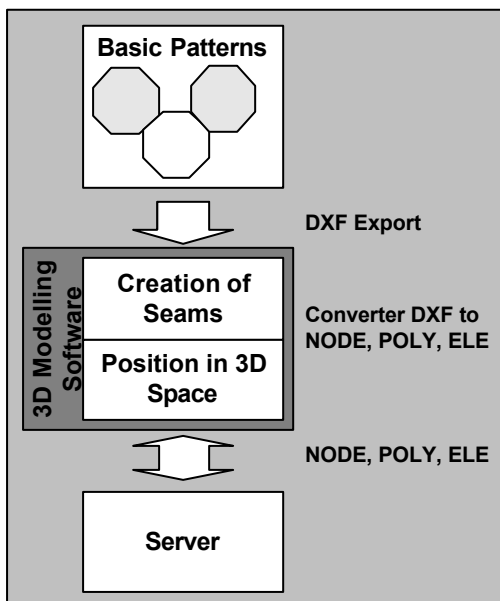 Basic Patterns
DXF Export
3D Modelling
Software
Creation of
Seams
Position in 3D
Space
Converter DXF to
NODE, POLY, ELE
NODE, POLY, ELE
Server